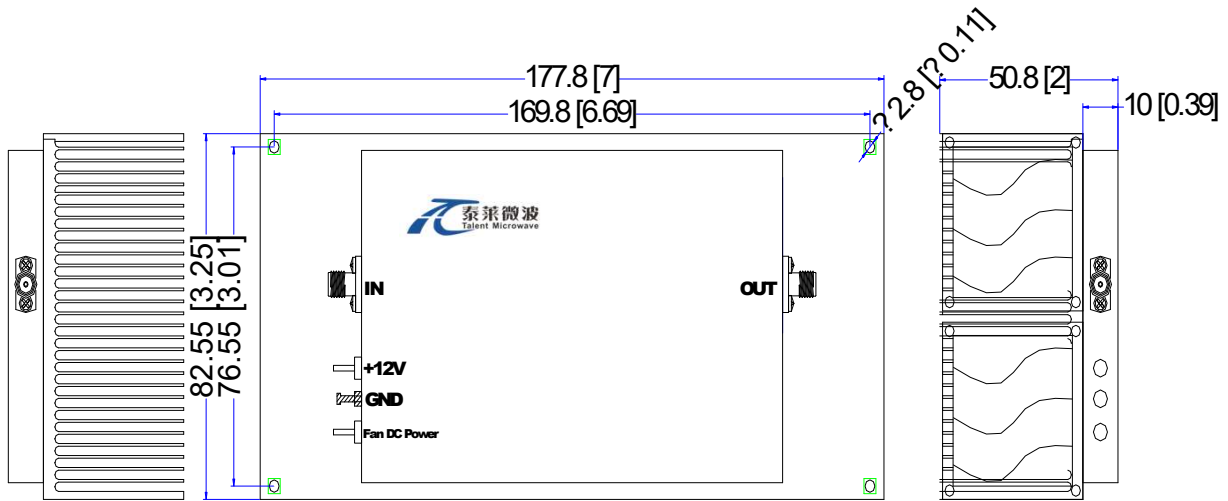 177.8 [7]
169.8 [6.69]
? 2.8 [? 0.11]
50.8 [2]
10 [0.39]
82.55 [3.25]
76.55 [3.01]
泰莱微波
Talent Microwave
IN
OUT
+12V
GND
Fan DC Power